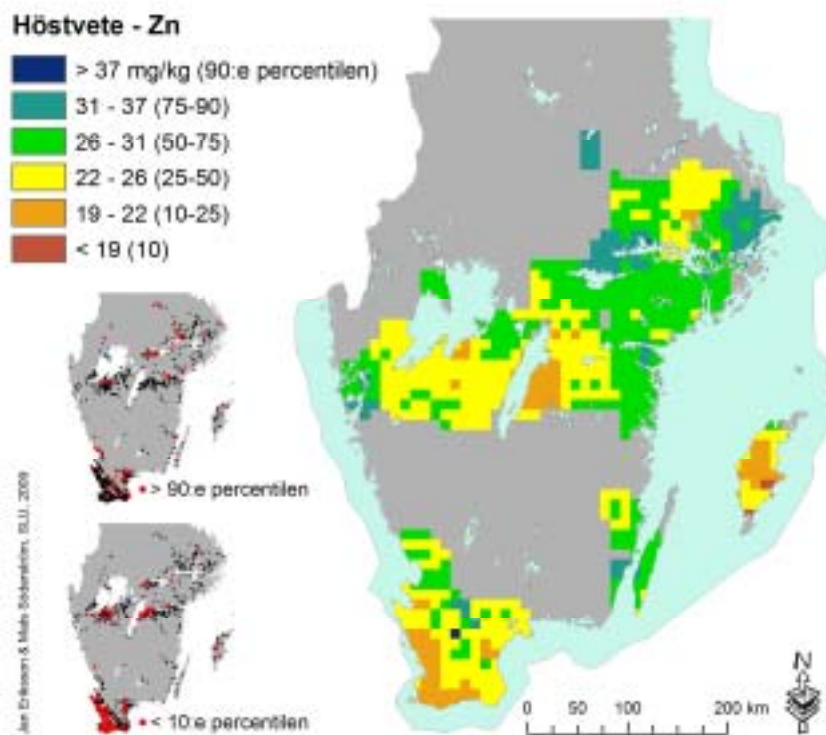 Höstvete - Zn
> 37 mg/kg (90:e percentilen)
31 - 37 (75-90)
26 - 31 (50-75)
22 - 26 (25-50)
19 - 22 (10-25)
< 19 (10)
> 90:e percentilen
< 10:e percentilen
Jan Eriksson & Mats Söderström, SLU, 2009
N
0 50 100 200 km